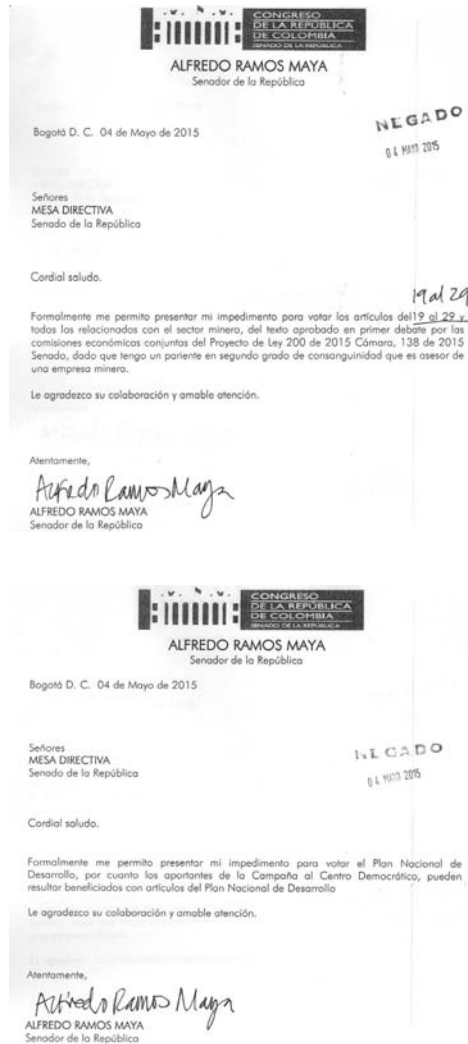 CONGRESO
DE LA REPÚBLICA
DE COLOMBIA
SENADO DE LA REPÚBLICA
ALFREDO RAMOS MAYA
Senador de la República
NEGADO
Bogotá D. C. 04 de Mayo de 2015
04 MAYO 2015
Señores
MESA DIRECTIVA
Senado de la República
Cordial saludo.
19 al 29
Formalmente me permito presentar mi impedimento para votar los artículos del 19 al 29 y
todos los relacionados con el sector minero, del texto aprobado en primer debate por las
comisiones económicas conjuntas del Proyecto de Ley 200 de 2015 Cámara, 138 de 2015
Senado, dado que tengo un pariente en segundo grado de consanguinidad que es asesor de
una empresa minera.
Le agradezco su colaboración y amable atención.
Atentamente,
Alfredo Ramos Maya
ALFREDO RAMOS MAYA
Senador de la República
CONGRESO
DE LA REPÚBLICA
DE COLOMBIA
SENADO DE LA REPÚBLICA
ALFREDO RAMOS MAYA
Senador de la República
Bogotá D. C. 04 de Mayo de 2015
Señores
MESA DIRECTIVA
Senado de la República
NEGADO
04 MAYO 2015
Cordial saludo.
Formalmente me permito presentar mi impedimento para votar el Plan Nacional de
Desarrollo, por cuanto los aportantes de la Campaña al Centro Democrático, pueden
resultar beneficiados con artículos del Plan Nacional de Desarrollo
Le agradezco su colaboración y amable atención.
Atentamente,
Alfredo Ramos Maya
ALFREDO RAMOS MAYA
Senador de la República